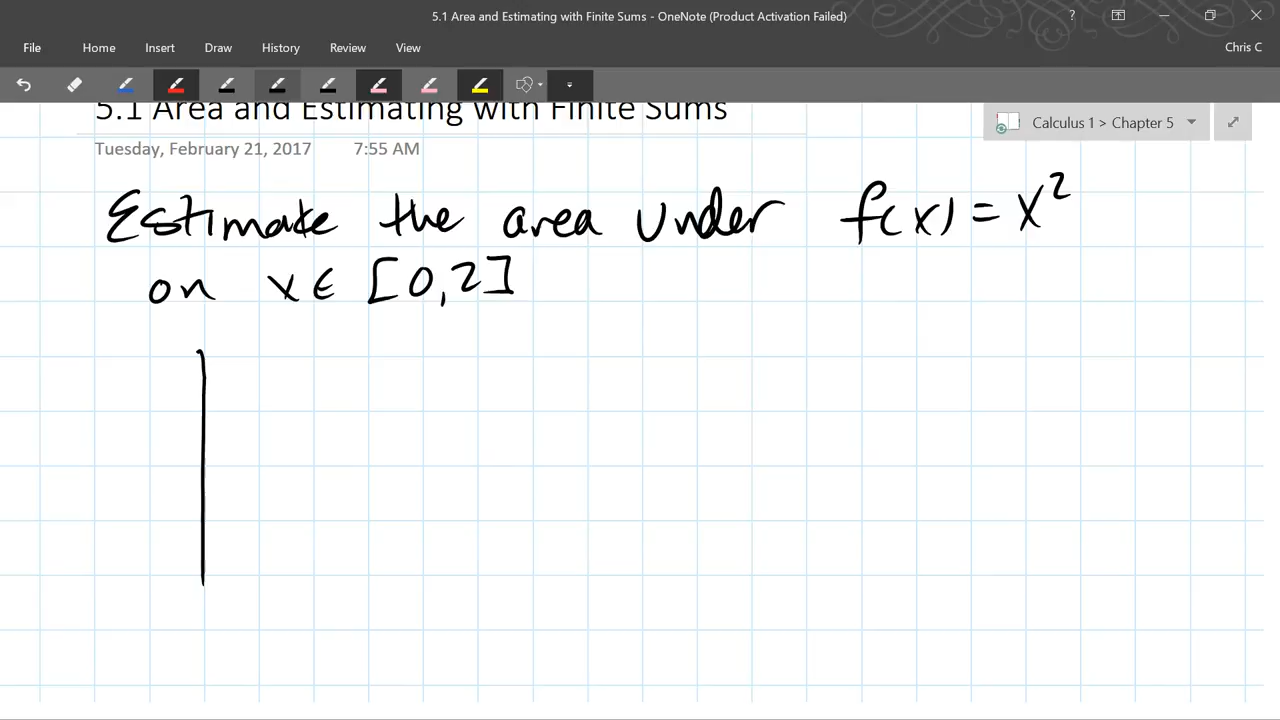 5.1 Area and Estimating with Finite Sums - OneNote (Product Activation Failed)
?
File Home Insert Draw History Review View
Chris C
5.1 Area and Estimating with Finite Sums
Calculus 1 > Chapter 5
Tuesday, February 21, 2017 7:55 AM
Estimate the area under f(x) = x²
on x ∈ [0,2]